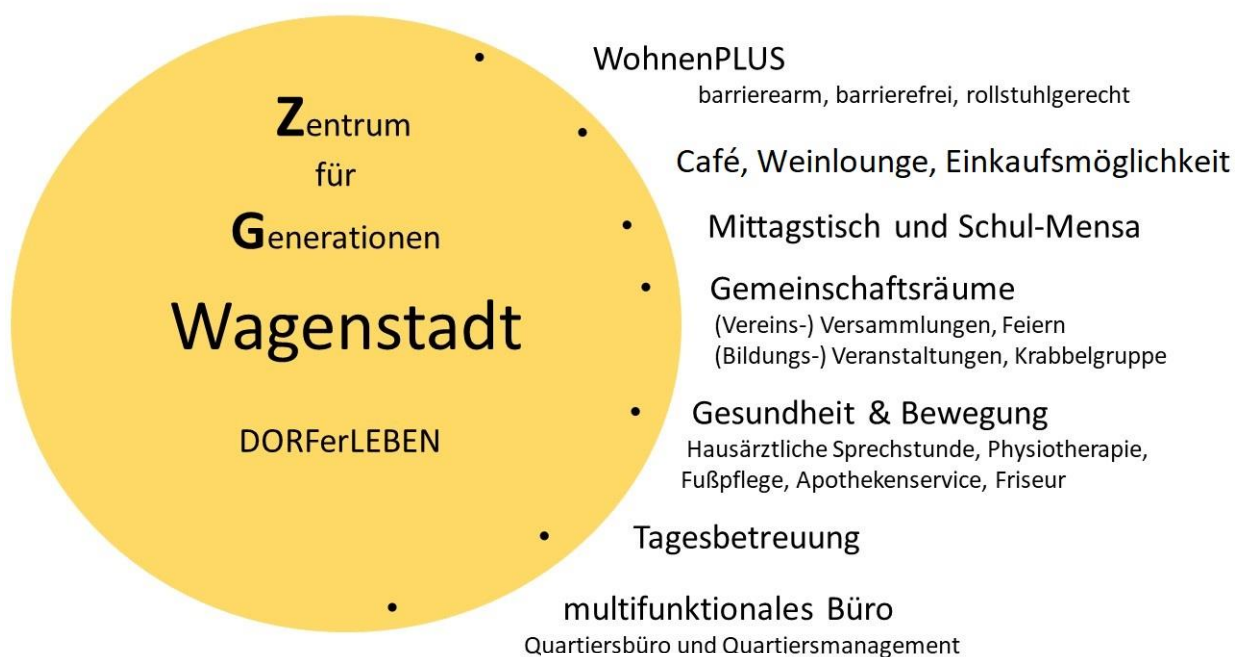 Zentrum
für
Generationen
Wagenstadt
DORFerLEBEN
• WohnenPLUS
barrierearm, barrierefrei, rollstuhlgerecht
• Café, Weinlounge, Einkaufsmöglichkeit
• Mittagstisch und Schul-Mensa
• Gemeinschaftsräume
(Vereins-) Versammlungen, Feiern
(Bildungs-) Veranstaltungen, Krabbelgruppe
• Gesundheit & Bewegung
Hausärztliche Sprechstunde, Physiotherapie,
Fußpflege, Apothekenservice, Friseur
• Tagesbetreuung
• multifunktionales Büro
Quartiersbüro und Quartiersmanagement